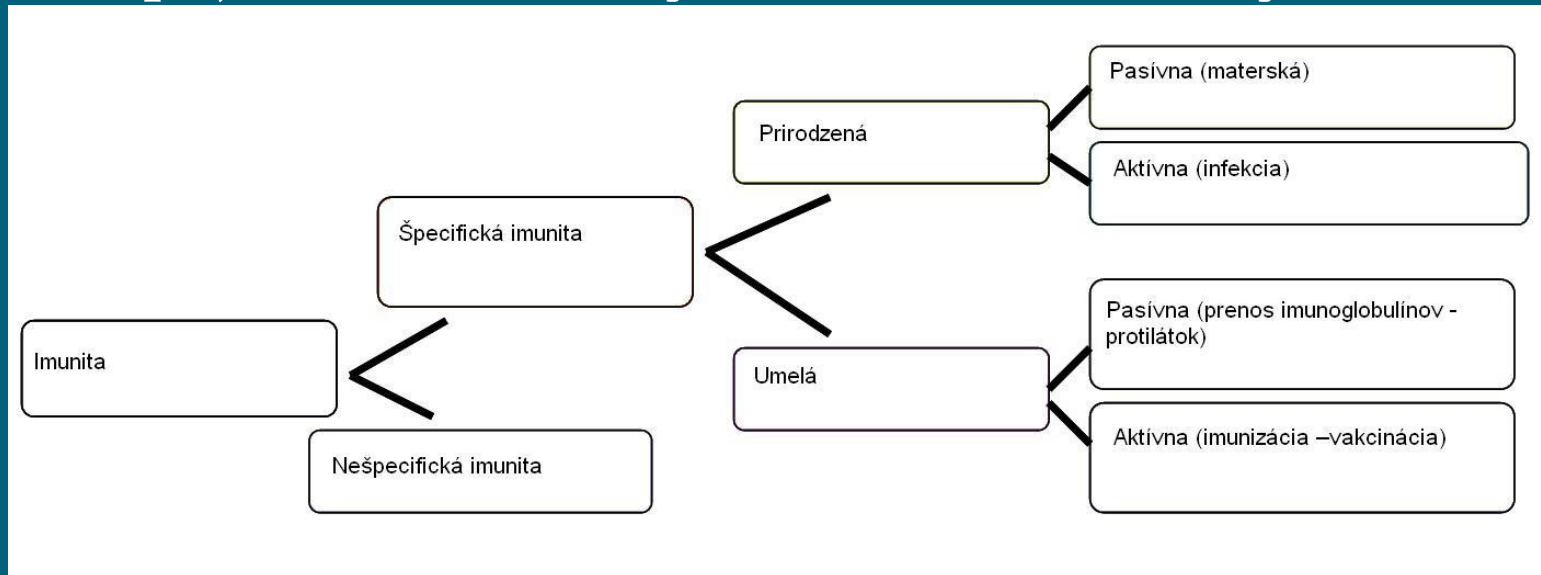 Pasívna (materská)
Prirodzená
Aktívna (infekcia)
Špecifická imunita
Pasívna (prenos imunoglobulínov -
protilátok)
Imunita
Umelá
Aktívna (imunizácia –vakcinácia)
Nešpecifická imunita